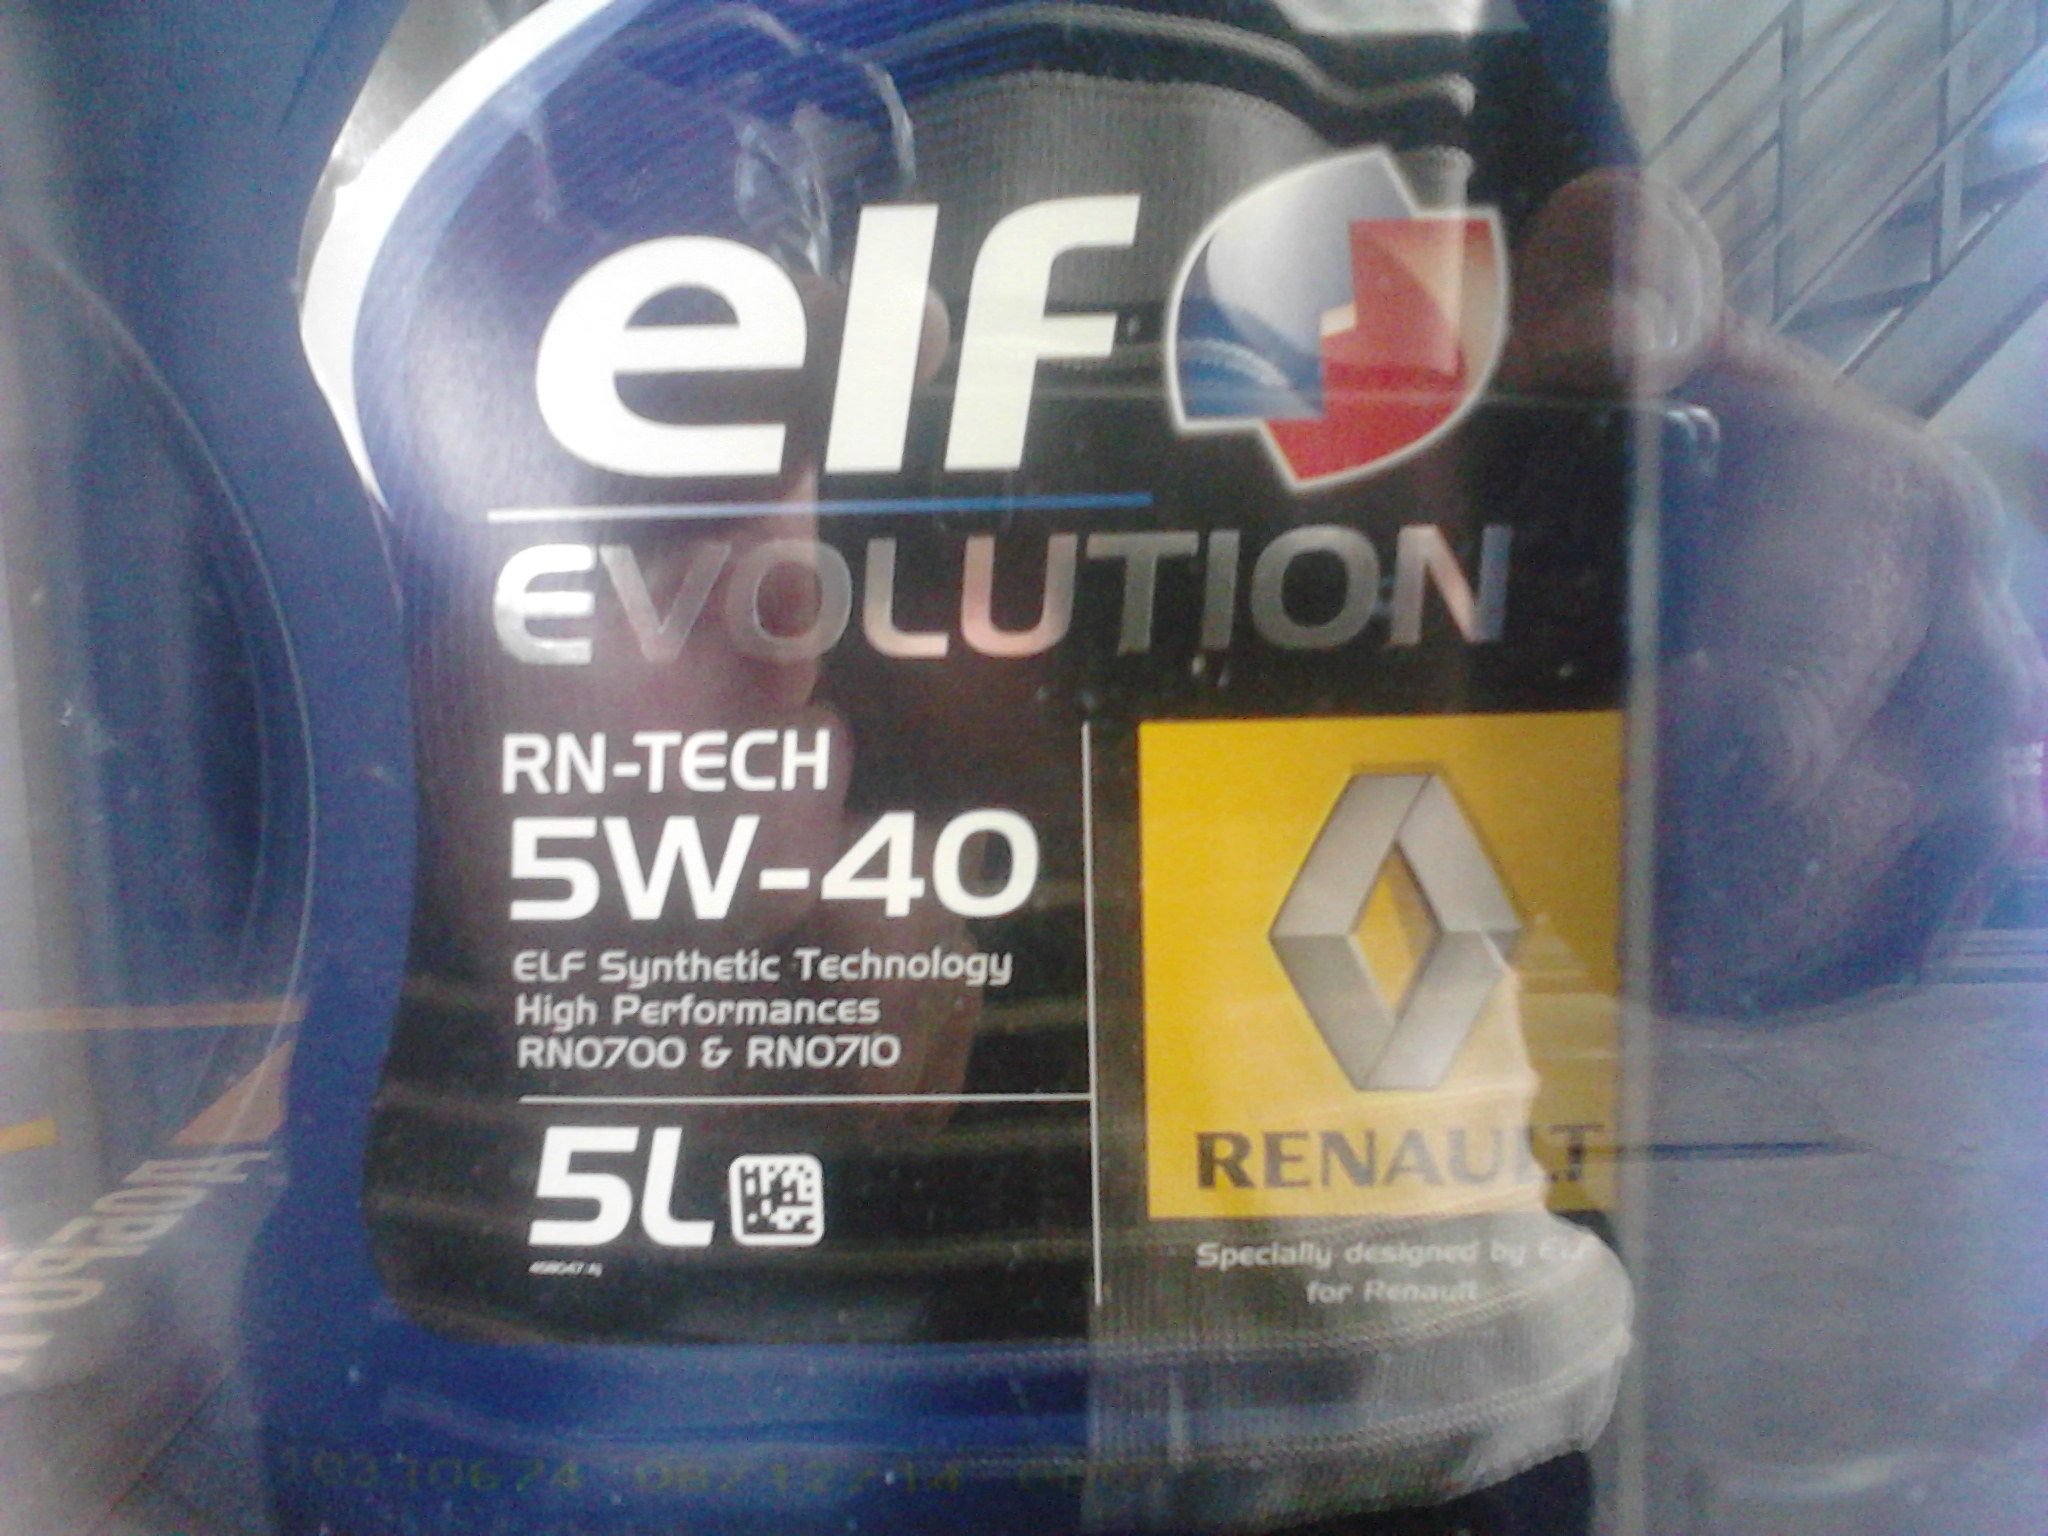 elf
EVOLUTION
RN-TECH
5W-40
ELF Synthetic Technology
High Performances
RN0700 & RN0710
5L
RENAULT
Specially designed by ELF
for Renault